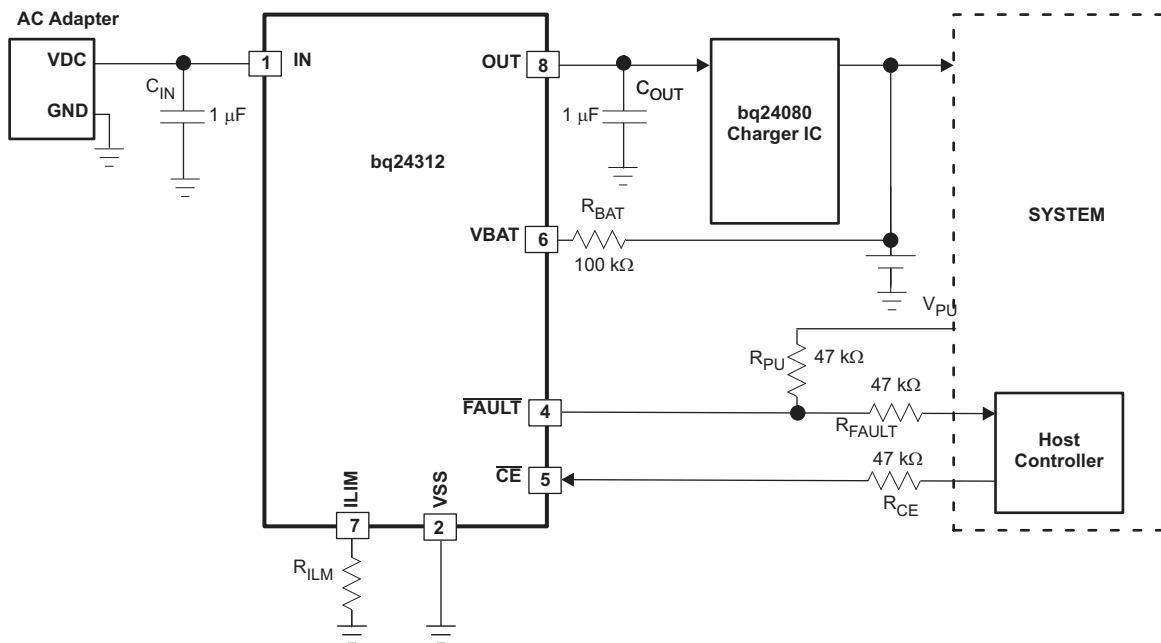 AC Adapter
VDC
GND
C_IN
1 μF
1
IN
bq24312
OUT
8
C_OUT
1 μF
bq24080
Charger IC
SYSTEM
VBAT
6
R_BAT
100 kΩ
V_PU
R_PU
47 kΩ
FAULT
4
47 kΩ
R_FAULT
Host
Controller
CE
5
47 kΩ
R_CE
ILIM
7
VSS
2
R_ILM